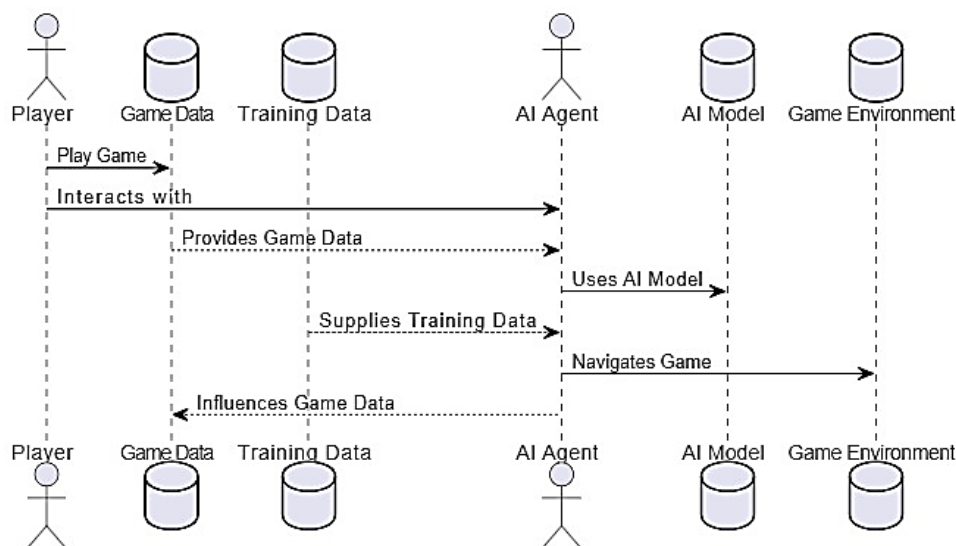 Player Game Data Training Data AI Agent AI Model Game Environment
Play Game
Interacts with
Provides Game Data
Uses AI Model
Supplies Training Data
Navigates Game
Influences Game Data
Player Game Data Training Data AI Agent AI Model Game Environment